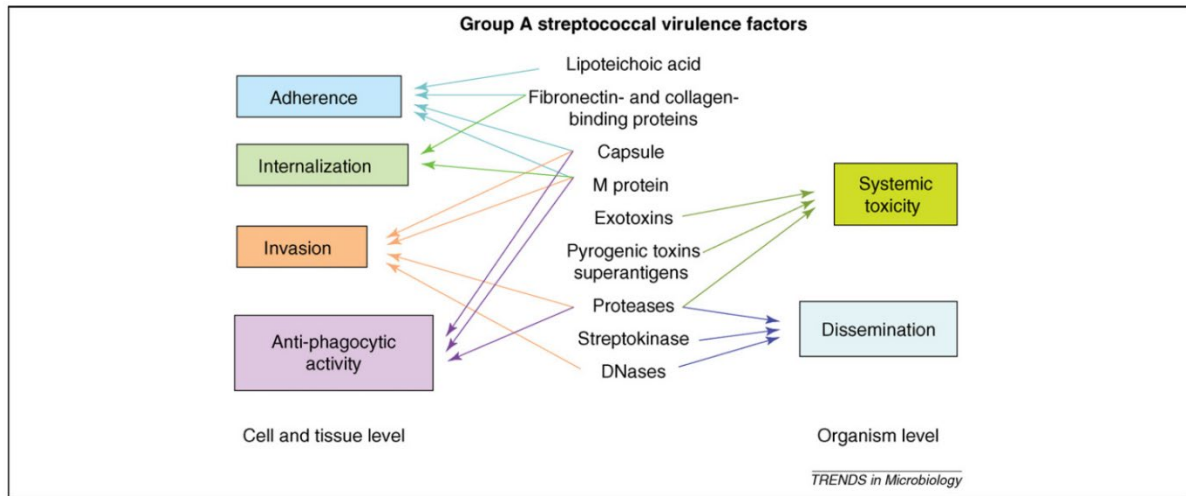 Group A streptococcal virulence factors
Adherence
Internalization
Invasion
Anti-phagocytic
activity
Cell and tissue level
Lipoteichoic acid
Fibronectin- and collagen-
binding proteins
Capsule
M protein
Exotoxins
Pyrogenic toxins
superantigens
Proteases
Streptokinase
DNases
Systemic
toxicity
Dissemination
Organism level
TRENDS in Microbiology